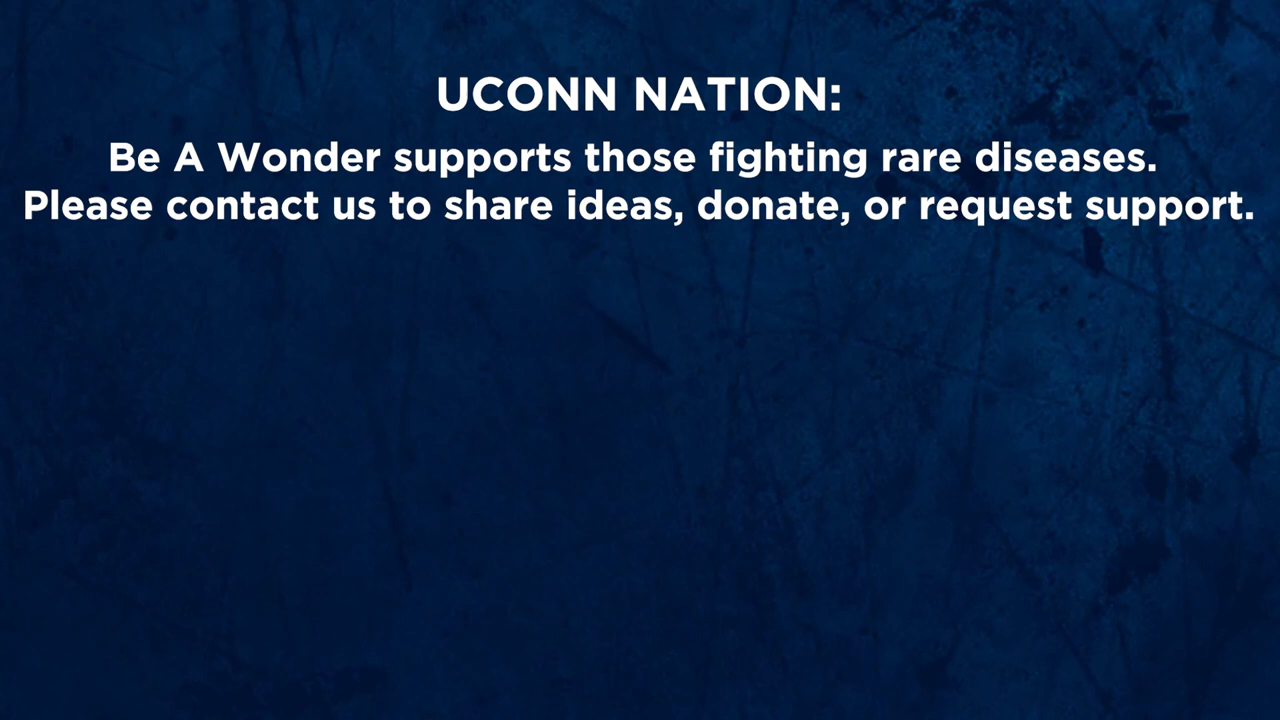 UCONN NATION:
Be A Wonder supports those fighting rare diseases.
Please contact us to share ideas, donate, or request support.